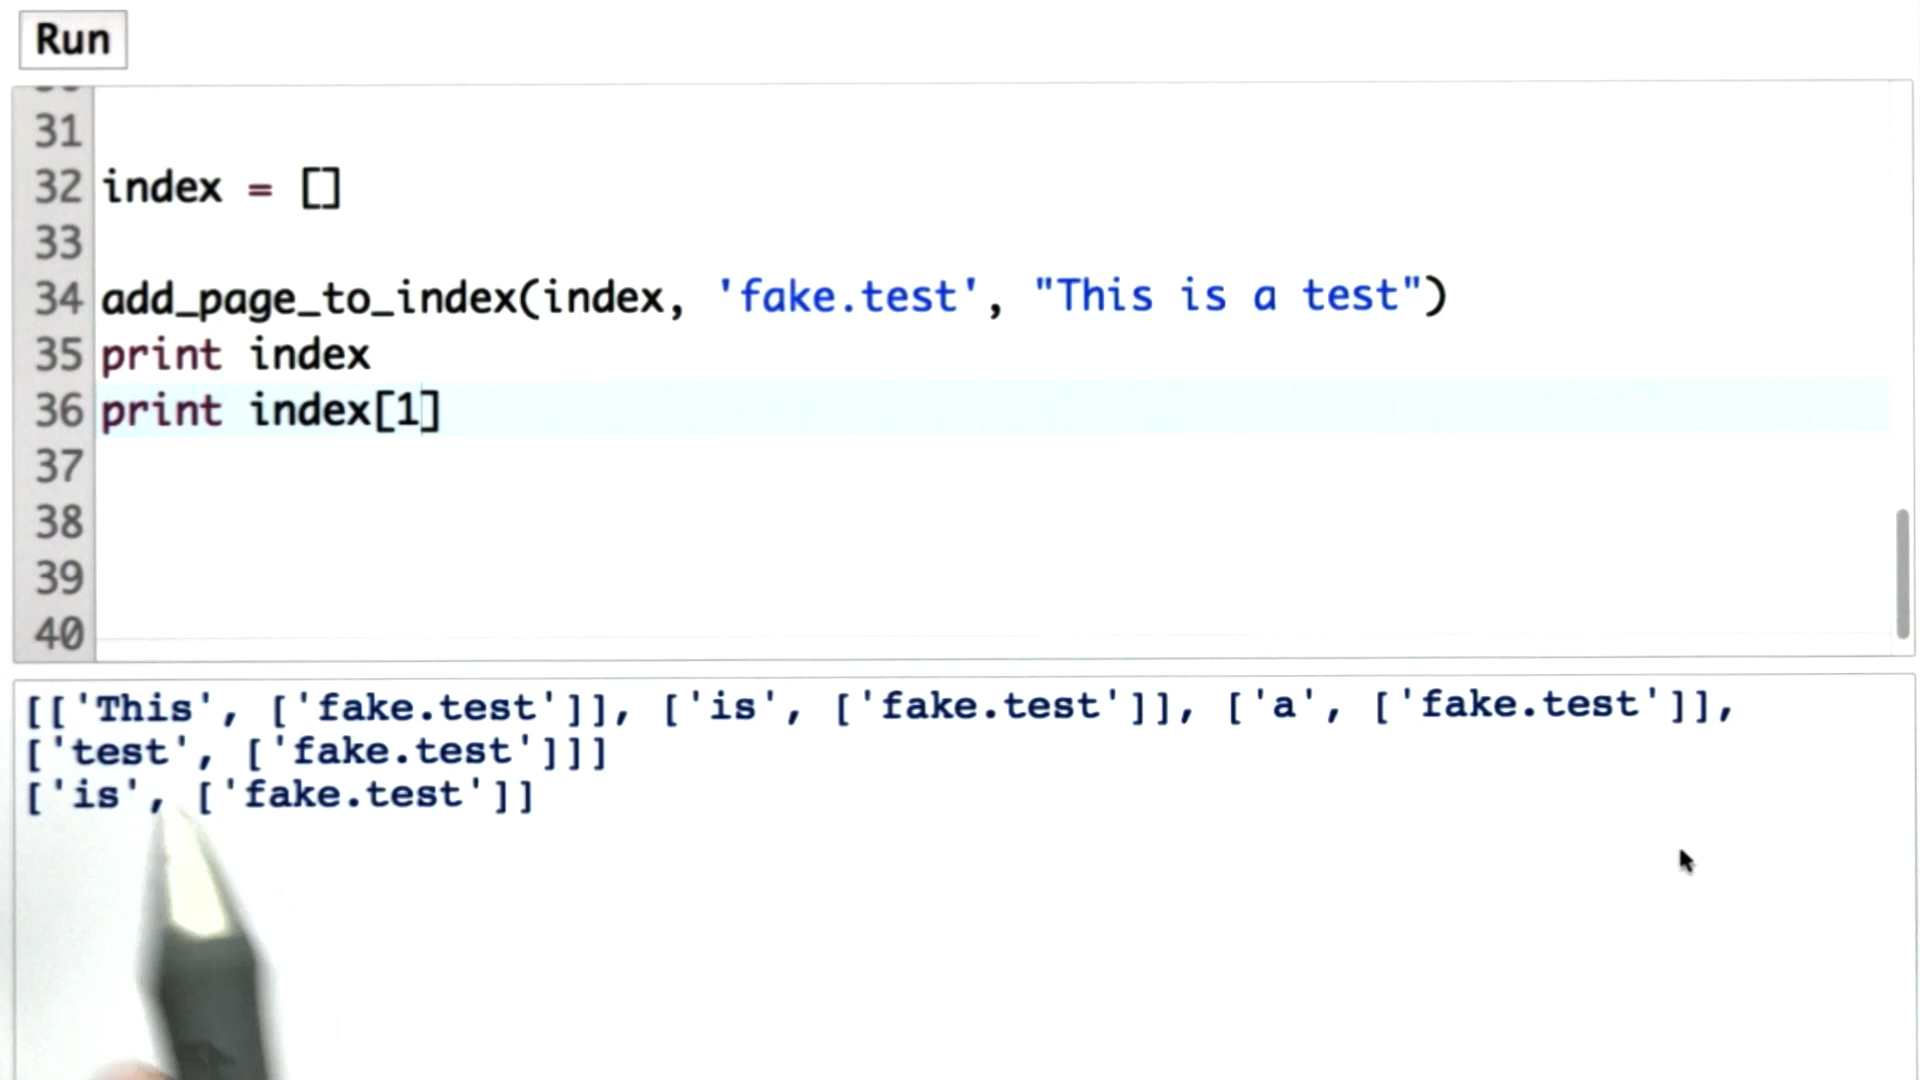 Run
31
32 index = []
33
34 add_page_to_index(index, 'fake.test', "This is a test")
35 print index
36 print index[1]
37
38
39
40
[['This', ['fake.test']], ['is', ['fake.test']], ['a', ['fake.test']],
['test', ['fake.test']]]
['is', ['fake.test']]